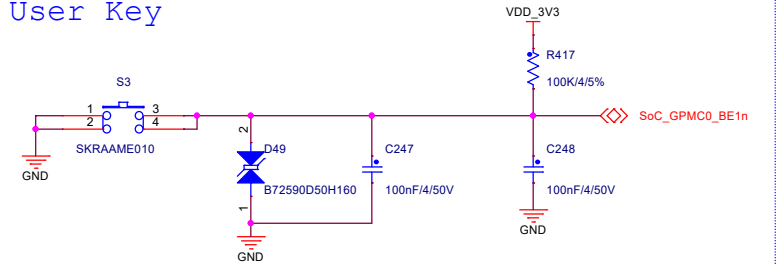 User Key
VDD_3V3
R417
100K/4/5%
S3
1
3
2
4
SKRAAME010
GND
SoC_GPMC0_BE1n
2
D49
B72590D50H160
1
GND
C247
100nF/4/50V
C248
100nF/4/50V
GND